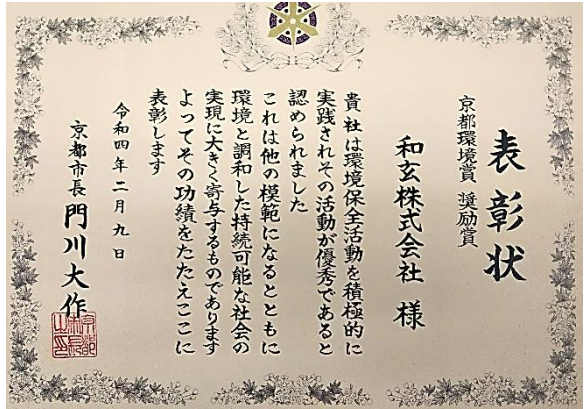 表彰状
京都環境賞 奨励賞
和玄株式会社 様
貴社は環境保全活動を積極的に
実践されその活動が優秀であると
認められました
これは他の模範になるとともに
環境と調和した持続可能な社会の
実現に大きく寄与するものであります
よってその功績をたたえここに
表彰します
令和四年二月九日
京都市長 門川大作
京都市長之印